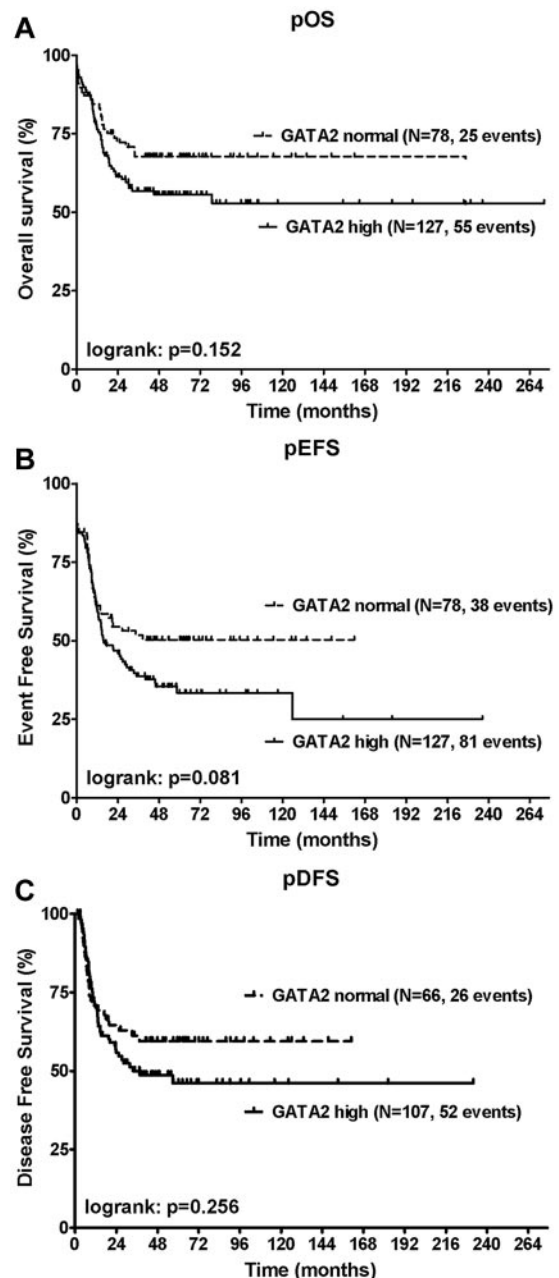 A
pOS
100
75
50
25
0
Overall survival (%)
GATA2 normal (N=78, 25 events)
GATA2 high (N=127, 55 events)
logrank: p=0.152
0 24 48 72 96 120 144 168 192 216 240 264
Time (months)
B
pEFS
100
75
50
25
0
Event Free Survival (%)
GATA2 normal (N=78, 38 events)
GATA2 high (N=127, 81 events)
logrank: p=0.081
0 24 48 72 96 120 144 168 192 216 240 264
Time (months)
C
pDFS
100
75
50
25
0
Disease Free Survival (%)
GATA2 normal (N=66, 26 events)
GATA2 high (N=107, 52 events)
logrank: p=0.256
0 24 48 72 96 120 144 168 192 216 240 264
Time (months)